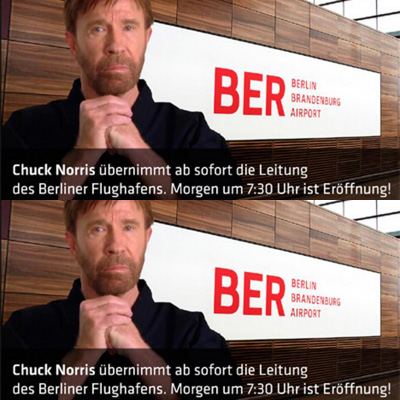 BER BERLIN
BRANDENBURG
AIRPORT
Chuck Norris übernimmt ab sofort die Leitung
des Berliner Flughafens. Morgen um 7:30 Uhr ist Eröffnung!
BER BERLIN
BRANDENBURG
AIRPORT
Chuck Norris übernimmt ab sofort die Leitung
des Berliner Flughafens. Morgen um 7:30 Uhr ist Eröffnung!